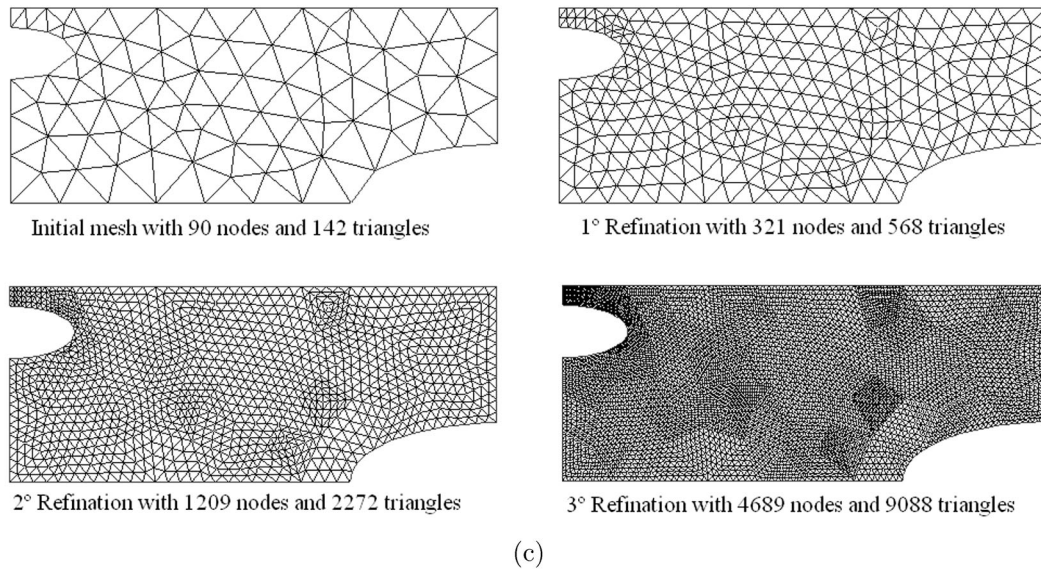 Initial mesh with 90 nodes and 142 triangles
1° Refination with 321 nodes and 568 triangles
2° Refination with 1209 nodes and 2272 triangles
3° Refination with 4689 nodes and 9088 triangles
(c)